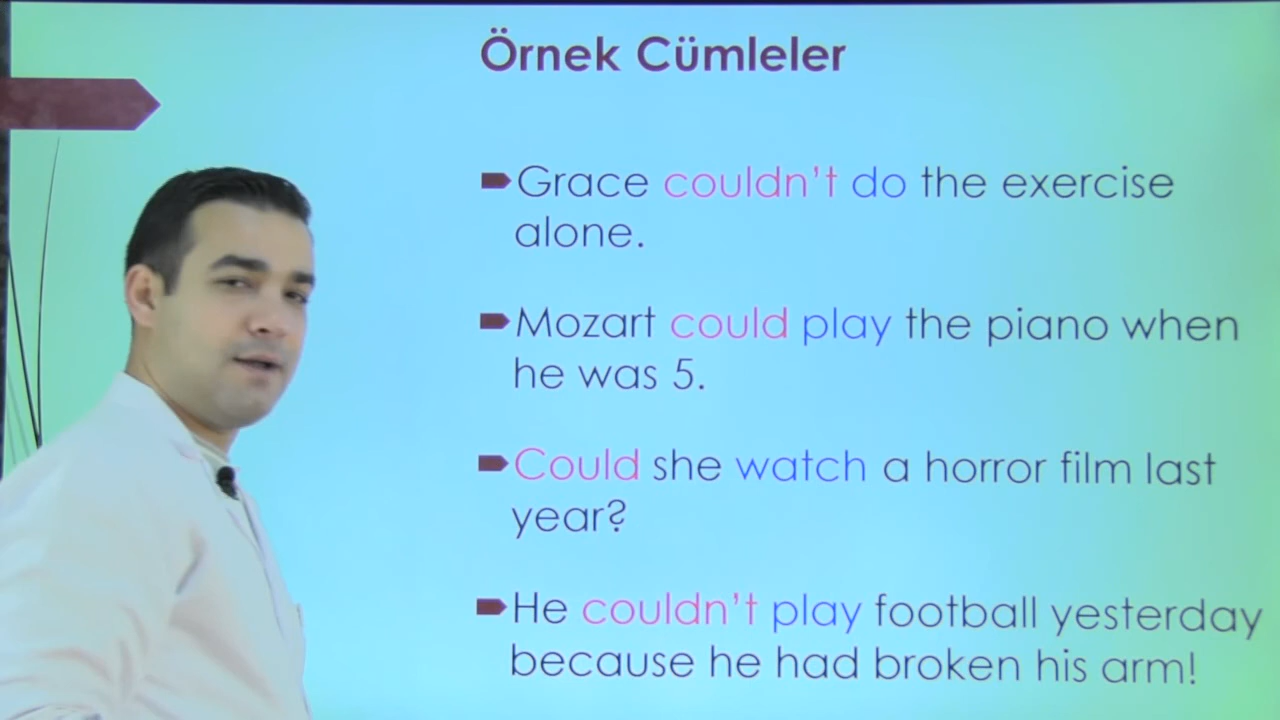 Örnek Cümleler
Grace couldn't do the exercise
alone.
Mozart could play the piano when
he was 5.
Could she watch a horror film last
year?
He couldn't play football yesterday
because he had broken his arm!